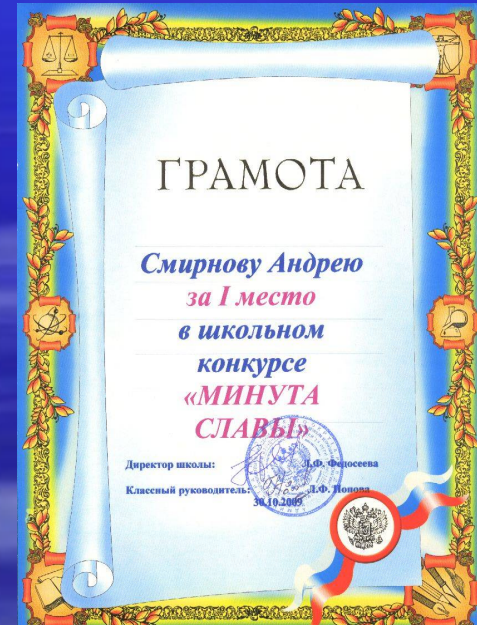 ГРАМОТА
Смирнову Андрею
за I место
в школьном
конкурсе
«МИНУТА
СЛАВЫ»
Директор школы: Л.Ф. Федосеева
Классный руководитель: Л.Ф. Попова
30.10.2009